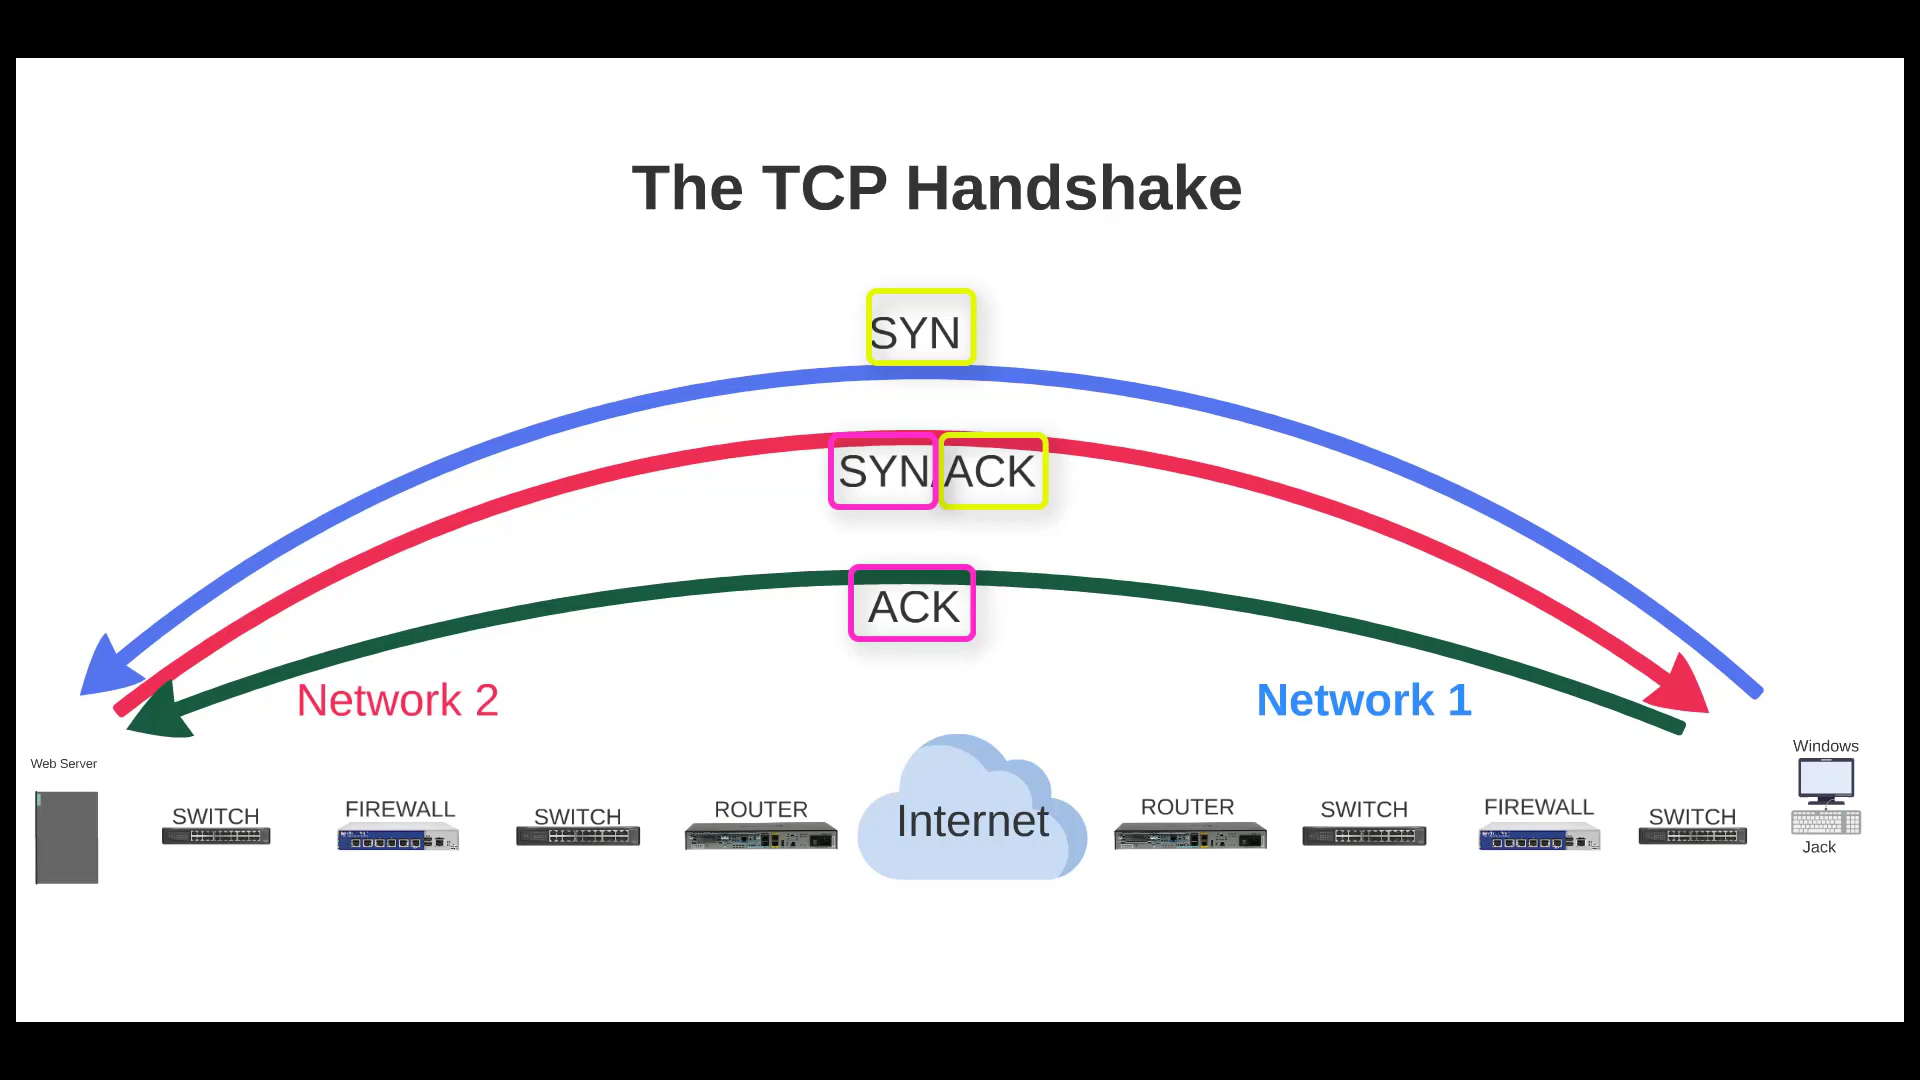 The TCP Handshake
SYN
SYN/ACK
ACK
Network 2
Network 1
Web Server
SWITCH
FIREWALL
SWITCH
ROUTER
Internet
ROUTER
SWITCH
FIREWALL
SWITCH
Windows
Jack